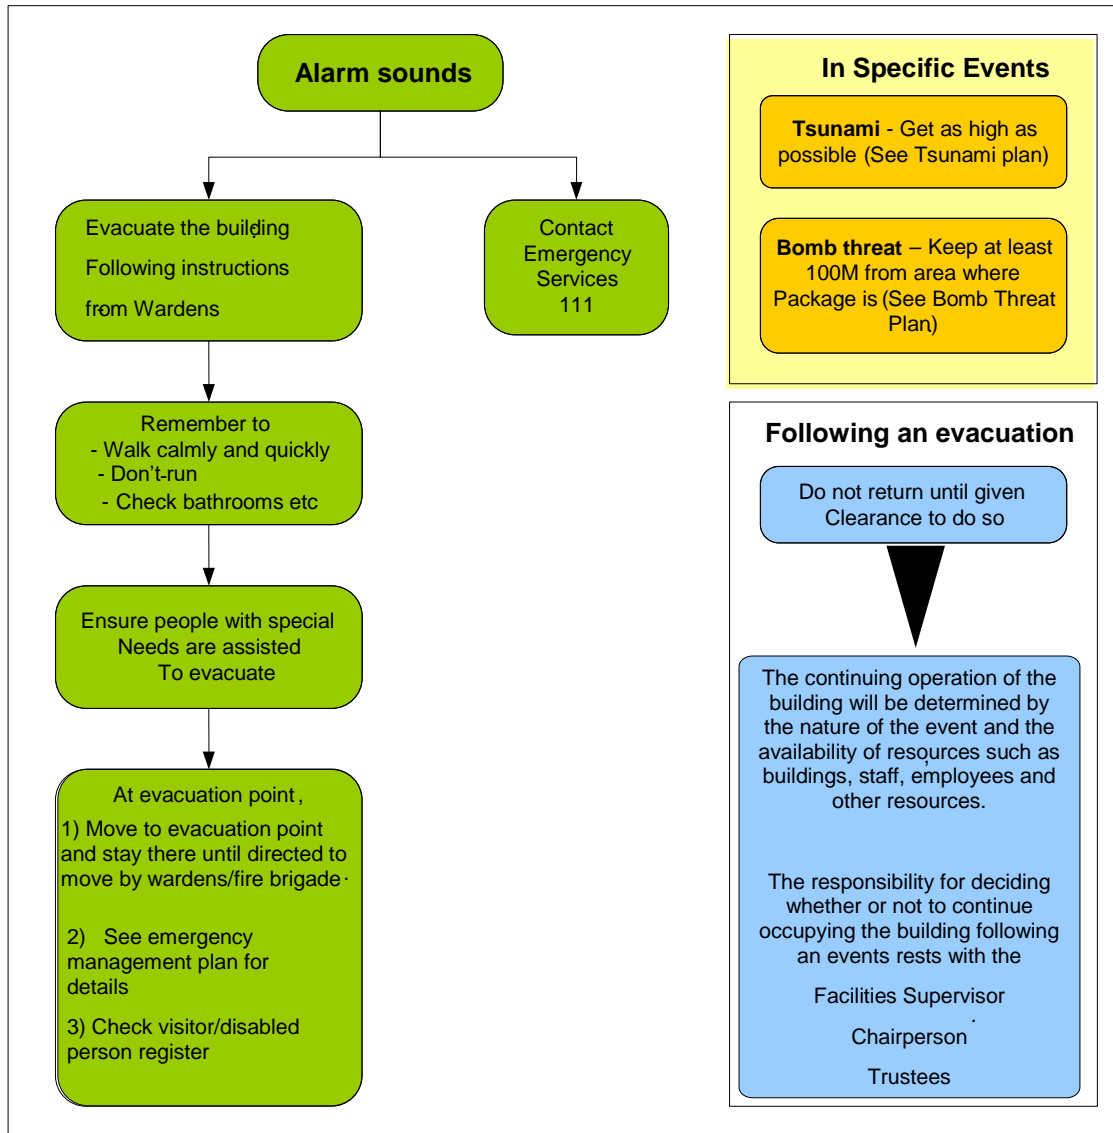 Alarm sounds
Evacuate the building.
Following instructions
from Wardens
Contact
Emergency
Services
111
Remember to
- Walk calmly and quickly
- Don't run
- Check bathrooms etc
Ensure people with special
Needs are assisted
To evacuate
At evacuation point,
1) Move to evacuation point
and stay there until directed to
move by wardens/fire brigade.
2) See emergency
management plan for
details
3) Check visitor/disabled
person register
In Specific Events
Tsunami - Get as high as
possible (See Tsunami plan)
Bomb threat – Keep at least
100M from area where
Package is (See Bomb Threat
Plan.)
Following an evacuation
Do not return until given
Clearance to do so
The continuing operation of the
building will be determined by
the nature of the event and the
availability of resources such as
buildings, staff, employees and
other resources.
The responsibility for deciding
whether or not to continue
occupying the building following
an events rests with the
Facilities Supervisor
Chairperson
Trustees